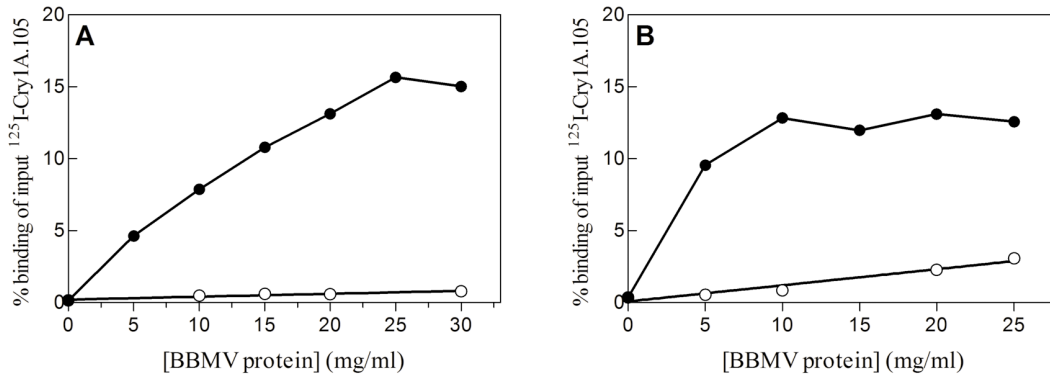 A
% binding of input ¹²⁵I-Cry1A.105
20
15
10
5
0
0 5 10 15 20 25 30
[BBMV protein] (mg/ml)
B
% binding of input ¹²⁵I-Cry1A.105
20
15
10
5
0
0 5 10 15 20 25
[BBMV protein] (mg/ml)